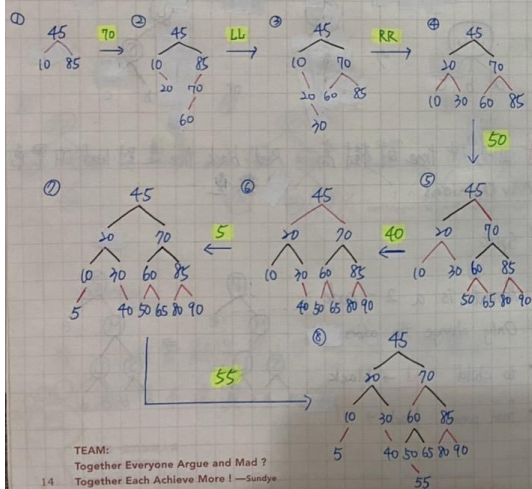 ①
45
10 85
70
②
45
10 85
20 70
60
LL
③
45
10 70
20 60 85
30
RR
④
45
20 70
10 30 60 85
50
⑤
45
20 70
10 30 60 85
50 65 80 90
40
⑥
45
20 70
10 30 60 85
40 50 65 80 90
5
⑦
45
20 70
10 30 60 85
5 40 50 65 80 90
55
⑧
45
20 70
10 30 60 85
5 40 50 65 80 90
55
TEAM:
Together Everyone Argue and Mad ?
14 Together Each Achieve More ! —Sundye